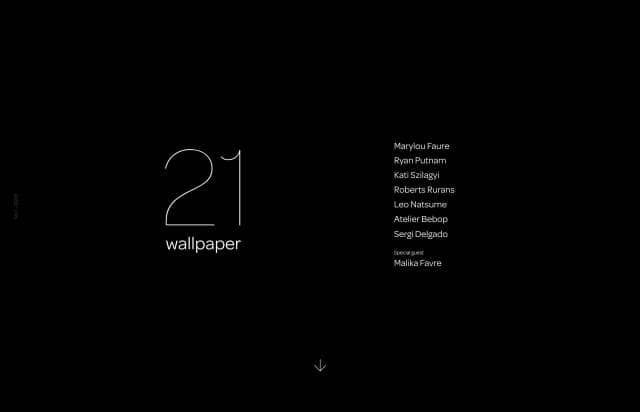 21
wallpaper
Marylou Faure
Ryan Putnam
Kati Szilagyi
Roberts Rurans
Leo Natsume
Atelier Bebop
Sergi Delgado
Special guest
Malika Favre